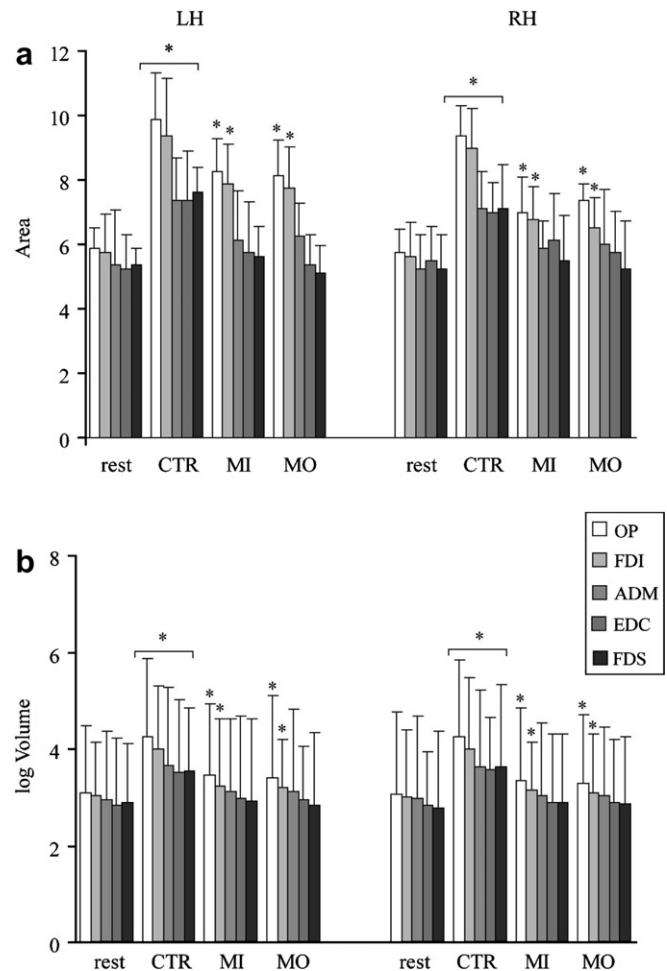 LH RH
a
*
*
* * * *
* * * *
12
10
8
6
4
2
0
Area
rest CTR MI MO rest CTR MI MO
b
OP
FDI
ADM
EDC
FDS
*
*
* * * *
* * * *
8
6
4
2
0
log Volume
rest CTR MI MO rest CTR MI MO